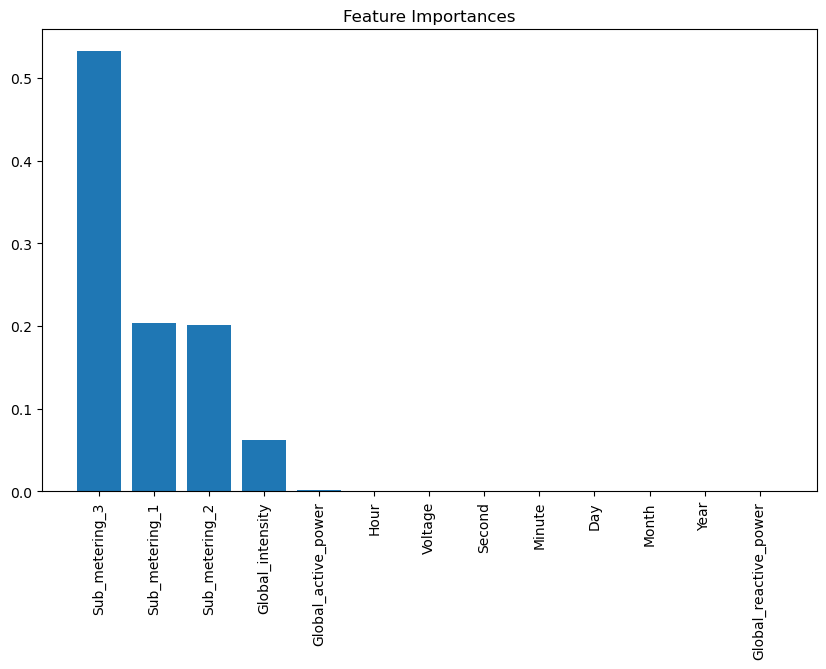 Feature Importances
0.5
0.4
0.3
0.2
0.1
0.0
Sub_metering_3
Sub_metering_1
Sub_metering_2
Global_intensity
Global_active_power
Hour
Voltage
Second
Minute
Day
Month
Year
Global_reactive_power